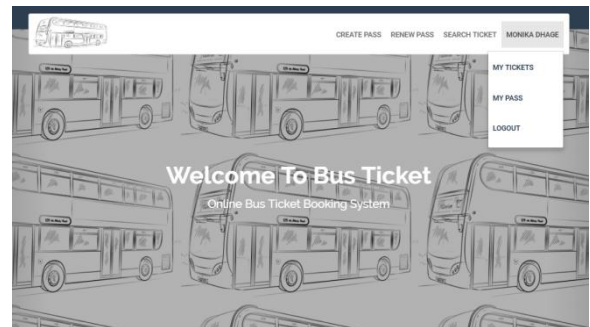 CREATE PASS RENEW PASS SEARCH TICKET MONIKA DHAGE
MY TICKETS
MY PASS
LOGOUT
Welcome To Bus Ticket
Online Bus Ticket Booking System